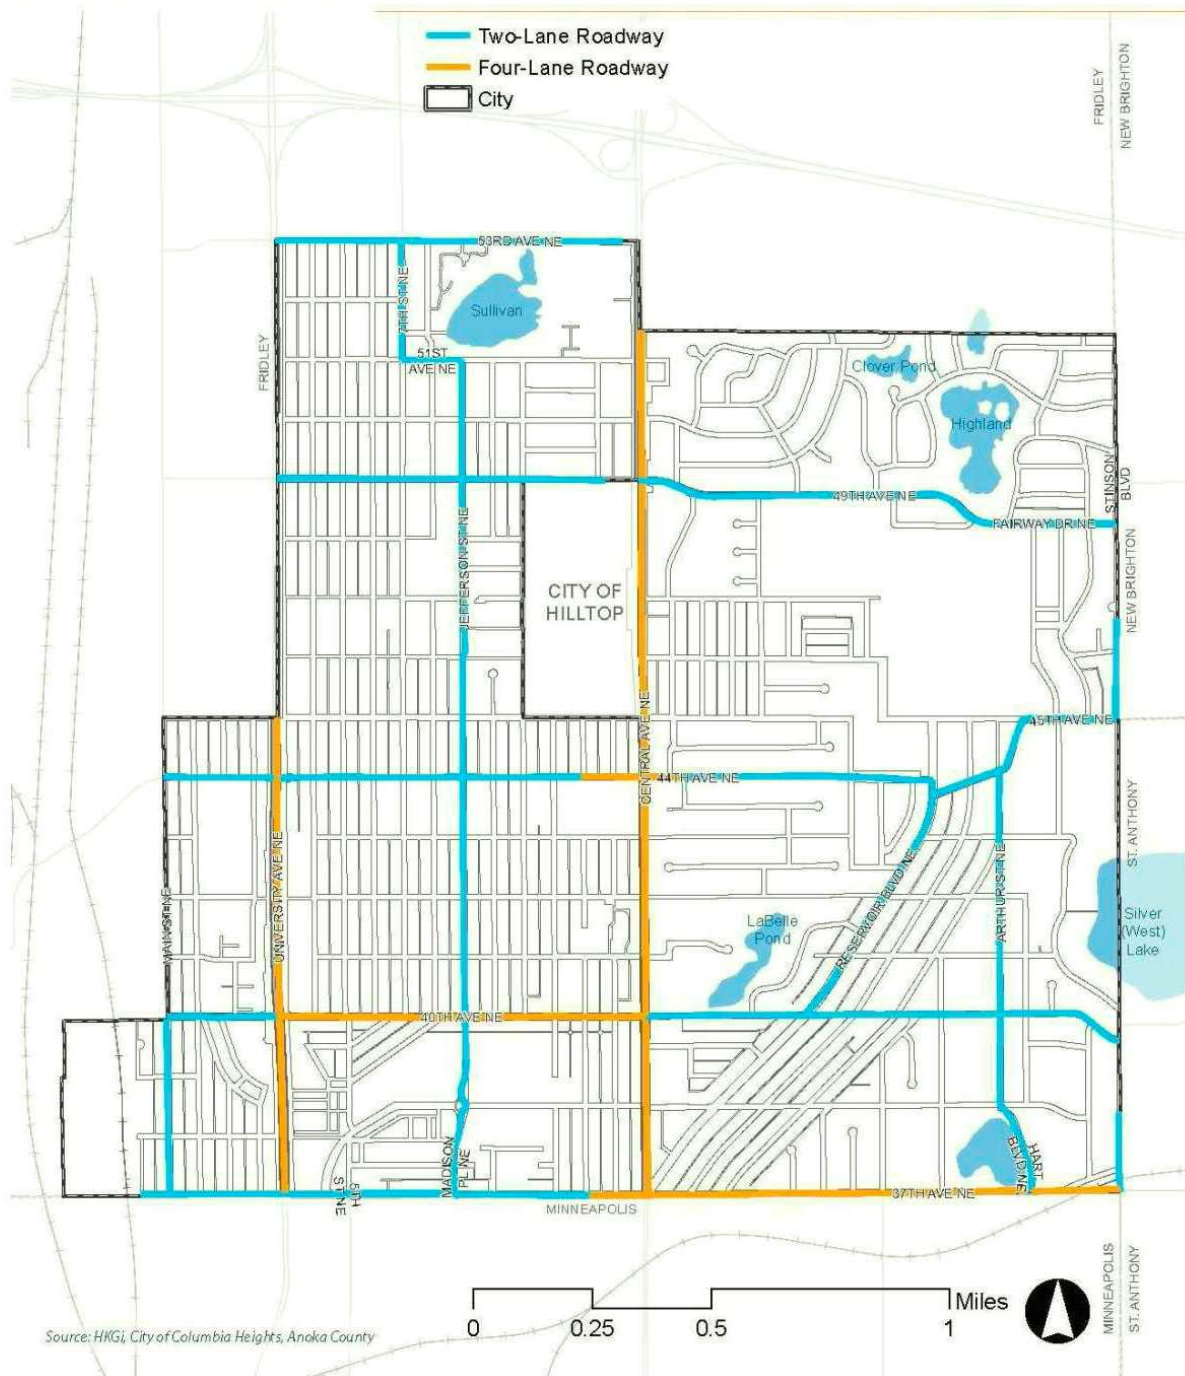 Two-Lane Roadway
Four-Lane Roadway
City
FRIDLEY
NEW BRIGHTON
53RD AVE NE
7TH ST NE
Sullivan
51ST
AVE NE
FRIDLEY
Clover Pond
Highland
STINSON
BLVD
49TH AVE NE
FAIRWAY DR NE
JEFFERSON ST NE
CITY OF
HILLTOP
NEW BRIGHTON
CENTRAL AVE NE
45TH AVE NE
44TH AVE NE
ST. ANTHONY
MAIN ST NE
UNIVERSITY AVE NE
RESERVOIR BLVD NE
ARTHUR ST NE
LaBelle
Pond
Silver
(West)
Lake
40TH AVE NE
MADISON
PL NE
HART
BLVD NE
5TH
ST NE
37TH AVE NE
MINNEAPOLIS
MINNEAPOLIS
ST. ANTHONY
Miles
0
0.25
0.5
1
Source: HKGi, City of Columbia Heights, Anoka County